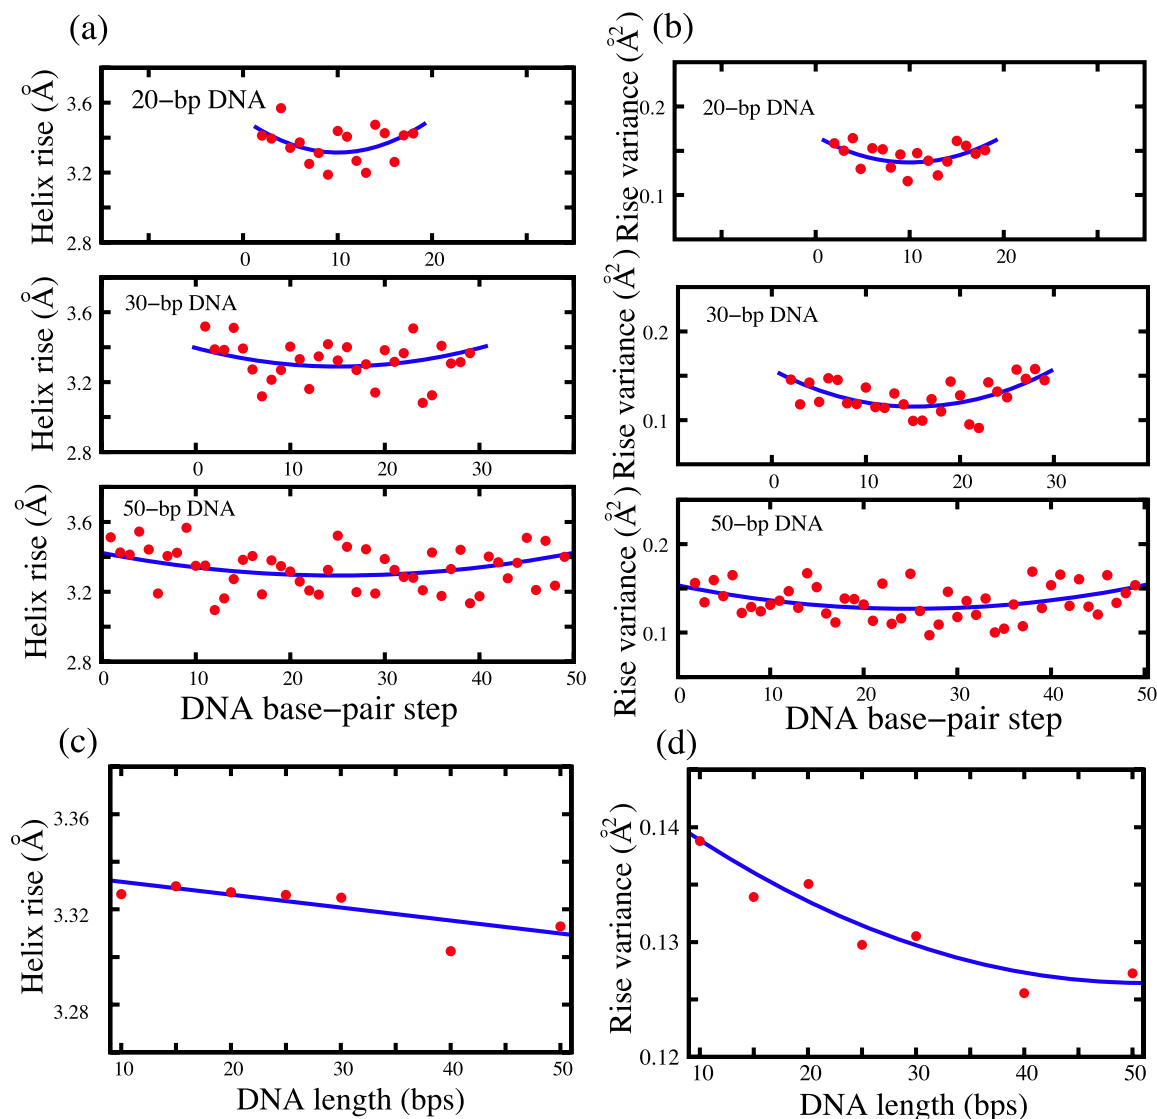 (a)
Helix rise (Å)
3.6
3.2
2.8
20−bp DNA
0 10 20
Helix rise (Å)
3.6
3.2
2.8
30−bp DNA
0 10 20 30
Helix rise (Å)
3.6
3.2
2.8
50−bp DNA
0 10 20 30 40 50
DNA base−pair step
(b)
Rise variance (Å²)
0.2
0.1
20−bp DNA
0 10 20
Rise variance (Å²)
0.2
0.1
30−bp DNA
0 10 20 30
Rise variance (Å²)
0.2
0.1
50−bp DNA
0 10 20 30 40 50
DNA base−pair step
(c)
Helix rise (Å)
3.36
3.32
3.28
10 20 30 40 50
DNA length (bps)
(d)
Rise variance (Å²)
0.14
0.13
0.12
10 20 30 40 50
DNA length (bps)